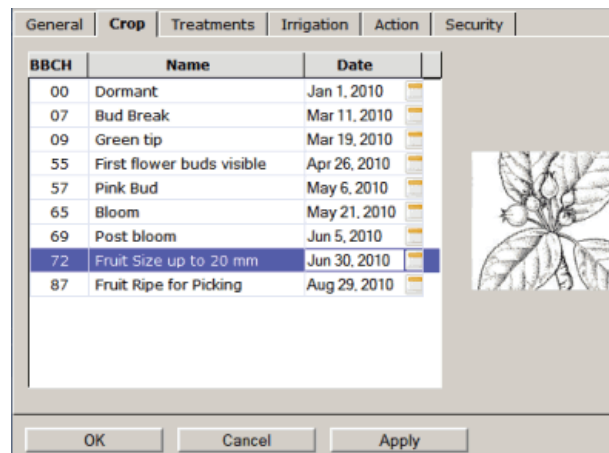 General Crop Treatments Irrigation Action Security
BBCH Name Date
00 Dormant Jan 1, 2010
07 Bud Break Mar 11, 2010
09 Green tip Mar 19, 2010
55 First flower buds visible Apr 26, 2010
57 Pink Bud May 6, 2010
65 Bloom May 21, 2010
69 Post bloom Jun 5, 2010
72 Fruit Size up to 20 mm Jun 30, 2010
87 Fruit Ripe for Picking Aug 29, 2010
OK Cancel Apply